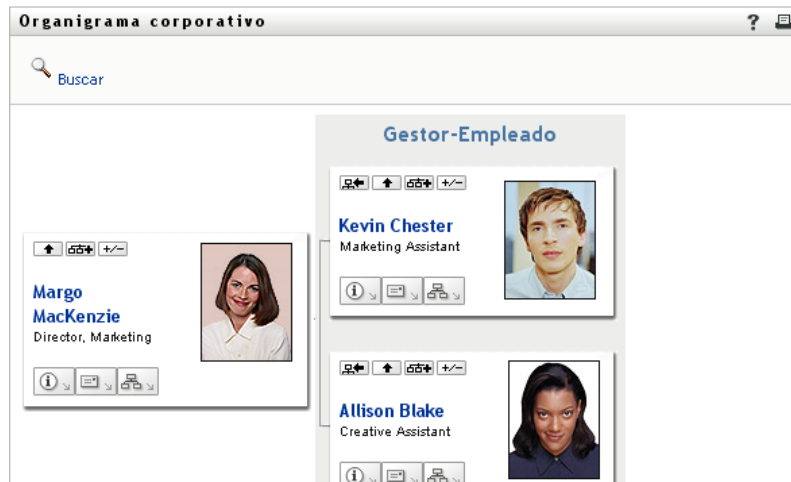 Organigrama corporativo
?
Buscar
Gestor-Empleado
+/-
Kevin Chester
Marketing Assistant
+/-
Margo
MacKenzie
Director, Marketing
+/-
Allison Blake
Creative Assistant